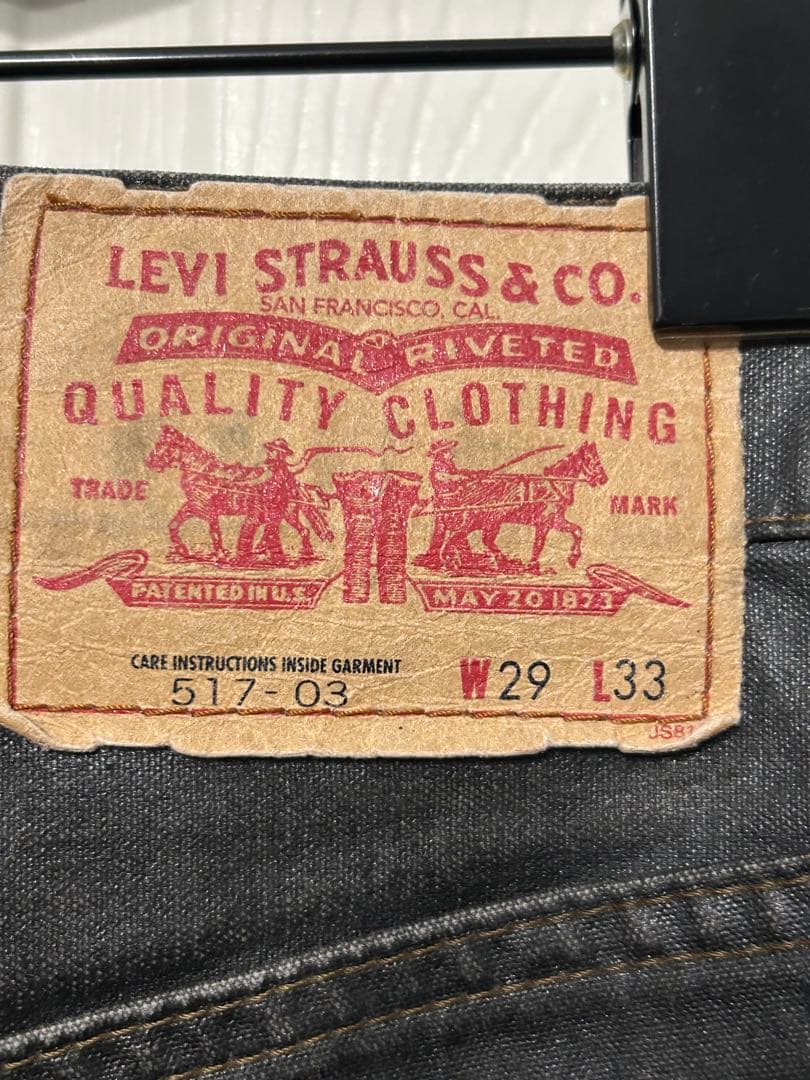 LEVI STRAUSS & CO.
SAN FRANCISCO, CAL.
ORIGINAL RIVETED
QUALITY CLOTHING
TRADE MARK
PATENTED IN U.S. MAY 20 1873
CARE INSTRUCTIONS INSIDE GARMENT
517-03 W29 L33